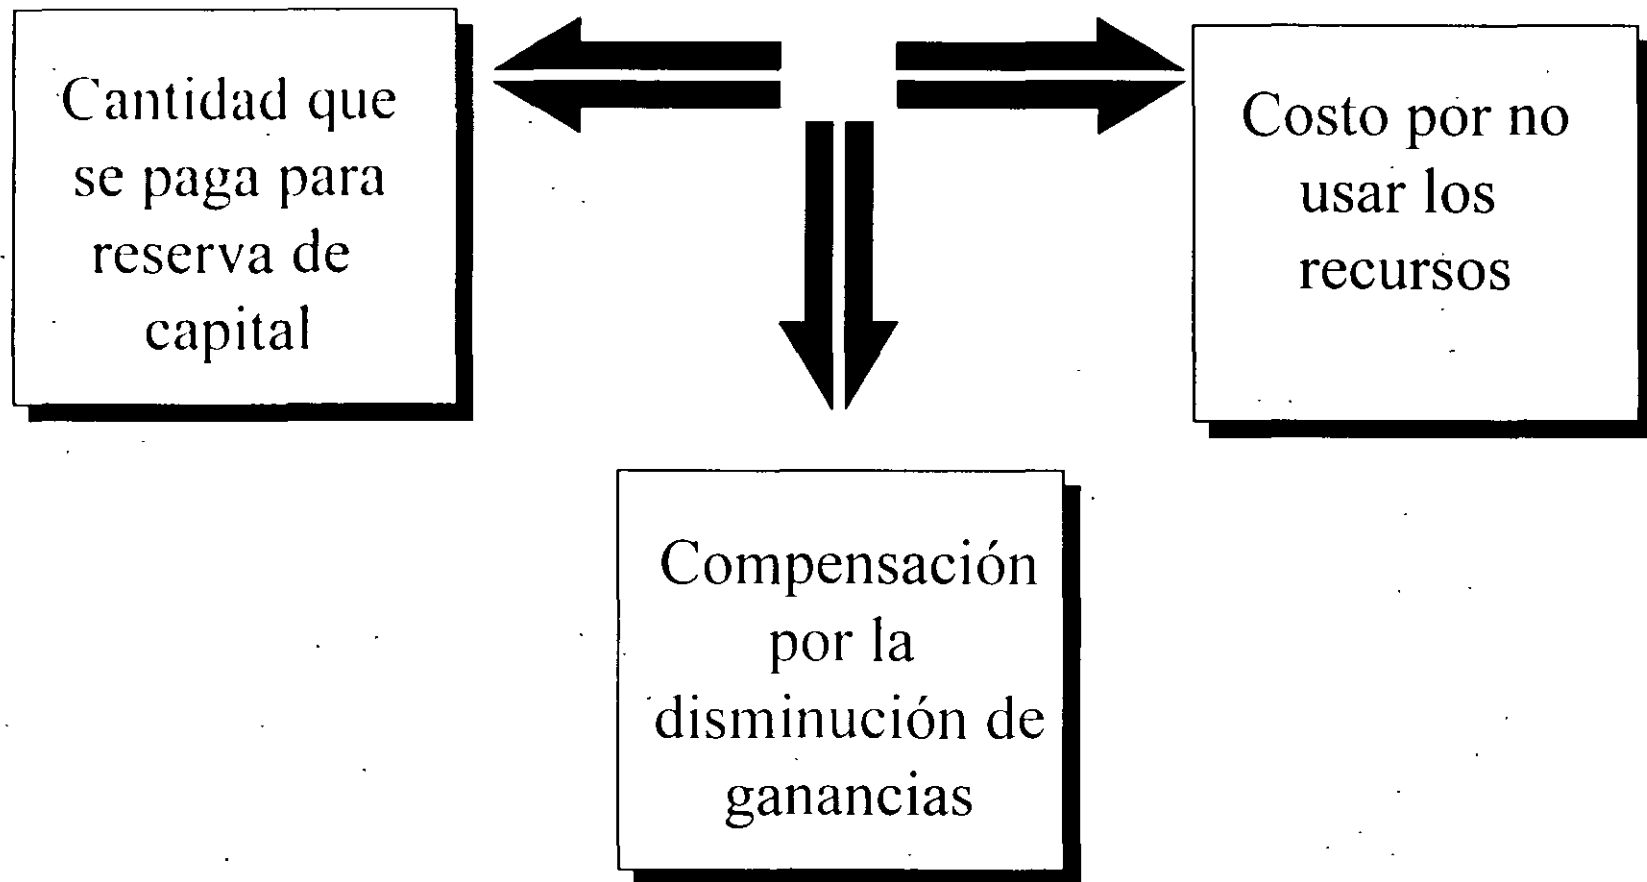 Cantidad que
se paga para
reserva de
capital
Costo por no
usar los
recursos
Compensación
por la
disminución de
ganancias